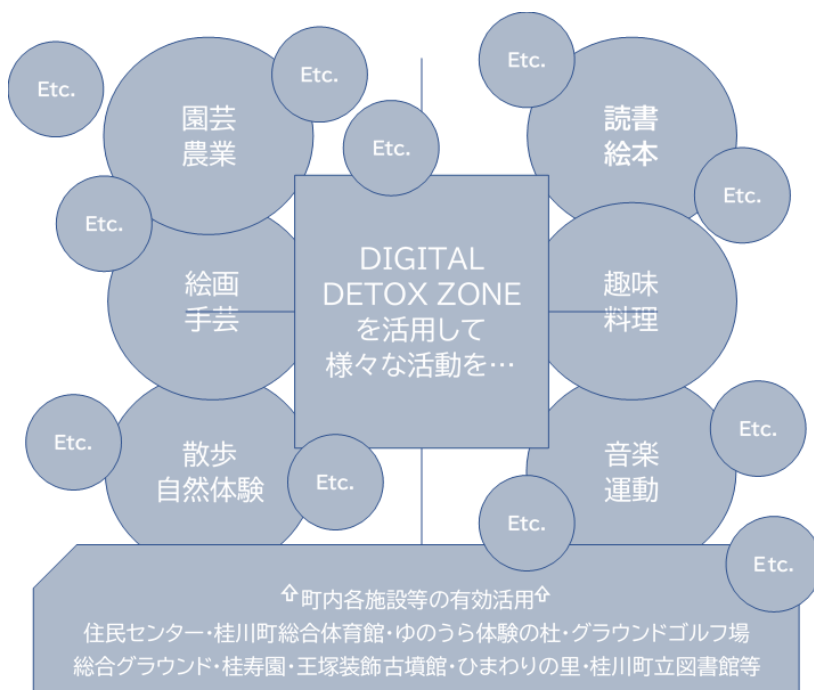 Etc.
園芸
農業
Etc.
Etc.
Etc.
読書
絵本
Etc.
Etc.
絵画
手芸
DIGITAL
DETOX ZONE
を活用して
様々な活動を…
趣味
料理
Etc.
散歩
自然体験
Etc.
音楽
運動
Etc.
Etc.
Etc.
⇧町内各施設等の有効活用⇧
住民センター・桂川町総合体育館・ゆのうら体験の杜・グラウンドゴルフ場
総合グラウンド・桂寿園・王塚装飾古墳館・ひまわりの里・桂川町立図書館等